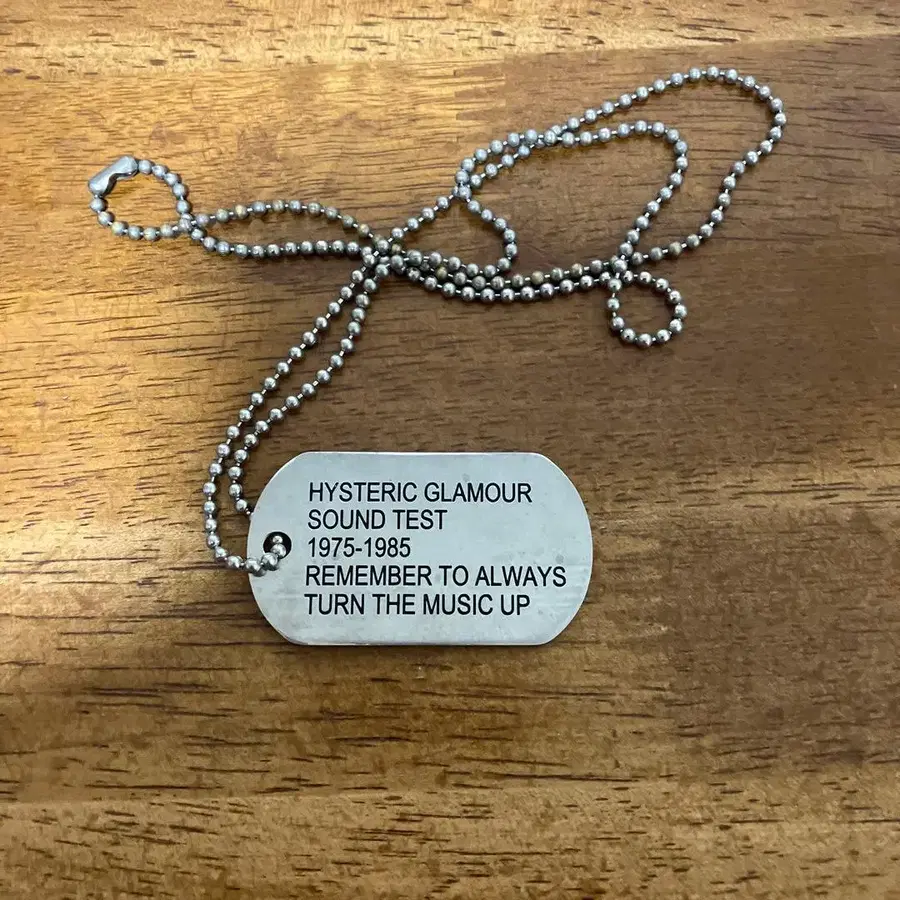 HYSTERIC GLAMOUR
SOUND TEST
1975-1985
REMEMBER TO ALWAYS
TURN THE MUSIC UP